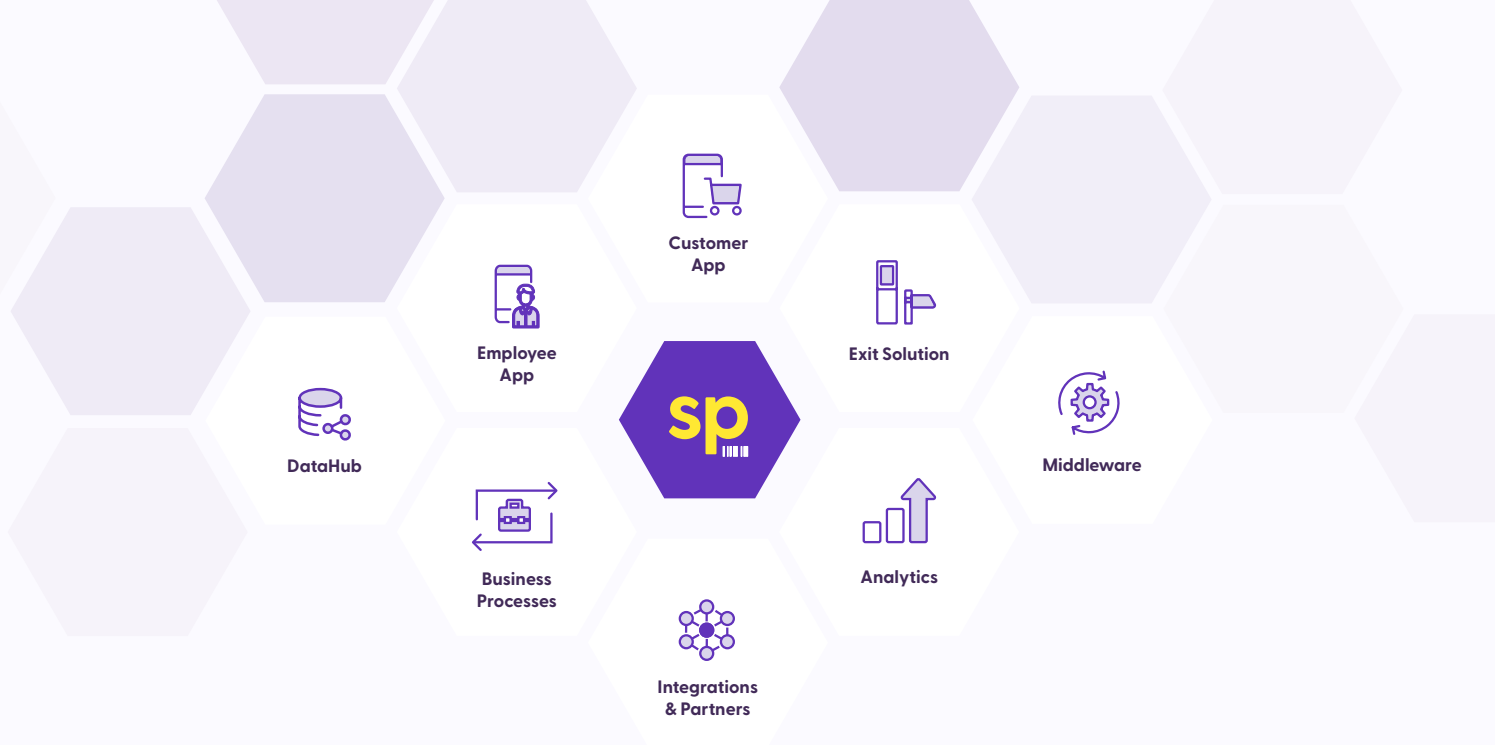 Customer
App
Employee
App
Exit Solution
sp
DataHub
Middleware
Business
Processes
Analytics
Integrations
& Partners